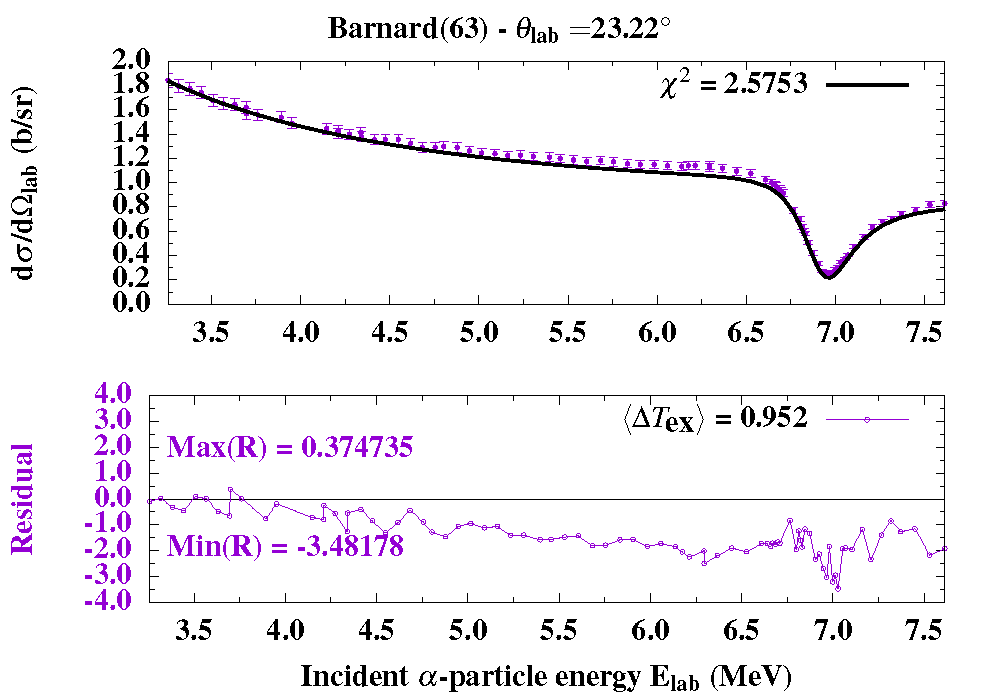 Barnard(63) - θlab =23.22°
dσ/dΩlab (b/sr)
2.0
1.8
1.6
1.4
1.2
1.0
0.8
0.6
0.4
0.2
0.0
χ² = 2.5753
3.5 4.0 4.5 5.0 5.5 6.0 6.5 7.0 7.5
Residual
4.0
3.0
2.0
1.0
0.0
-1.0
-2.0
-3.0
-4.0
⟨ΔTex⟩ = 0.952
Max(R) = 0.374735
Min(R) = -3.48178
3.5 4.0 4.5 5.0 5.5 6.0 6.5 7.0 7.5
Incident α-particle energy Elab (MeV)